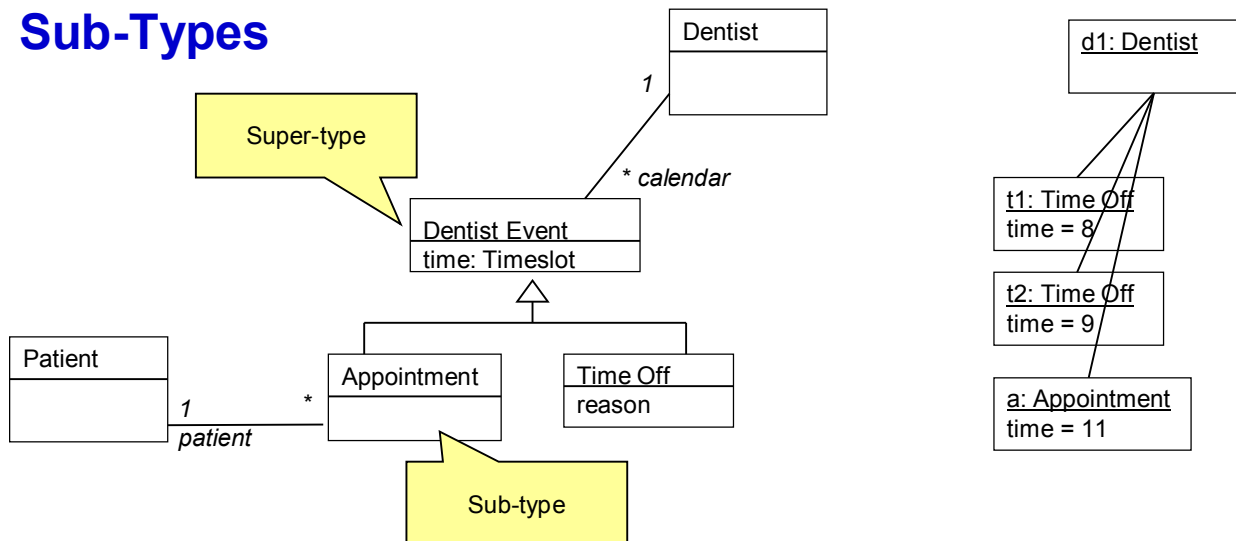 Sub-Types
Dentist
1
* calendar
Super-type
Dentist Event
time: Timeslot
Patient
1
patient
*
Appointment
Time Off
reason
Sub-type
d1: Dentist
t1: Time Off
time = 8
t2: Time Off
time = 9
a: Appointment
time = 11